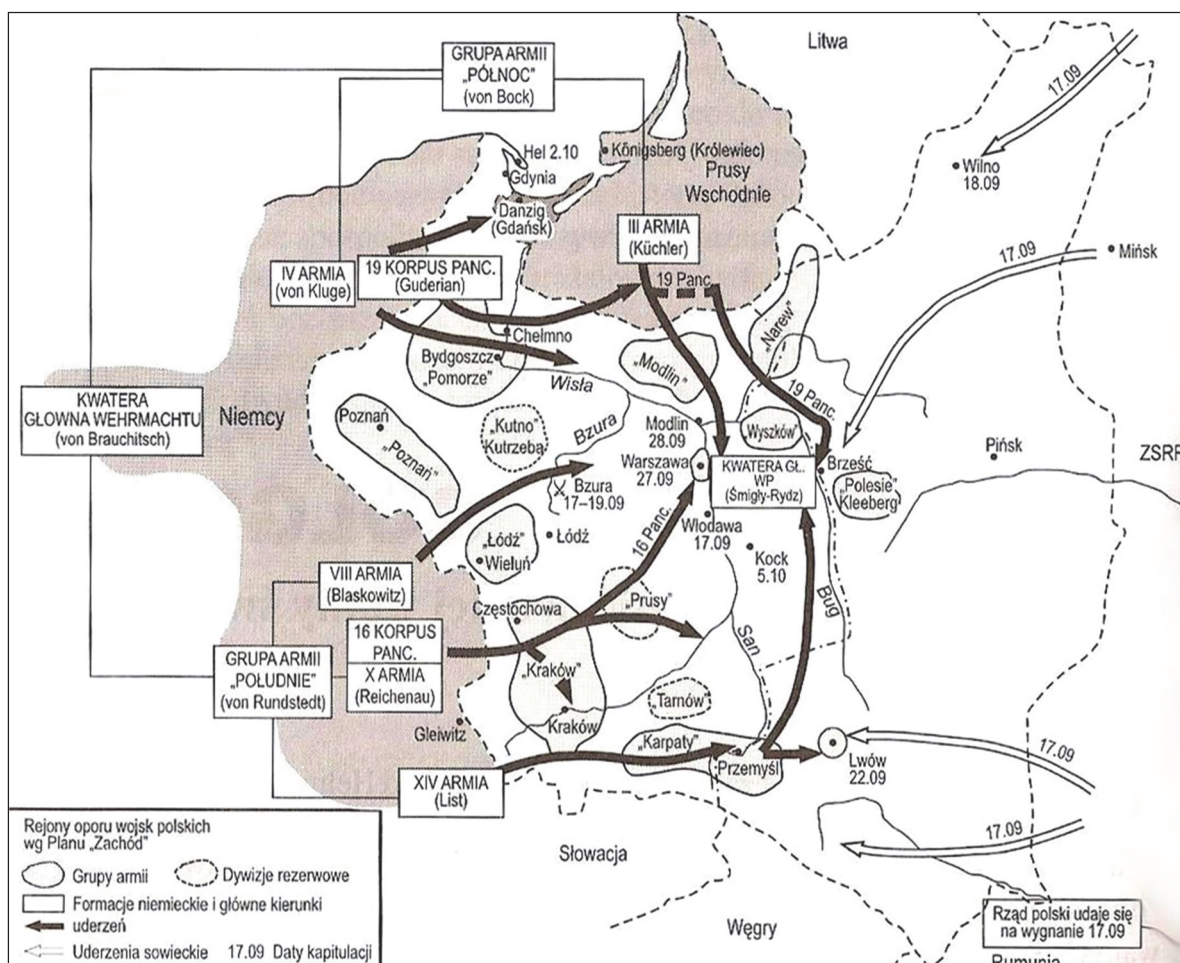 GRUPA ARMII
„PÓŁNOC”
(von Bock)
Litwa
17.09
Hel 2.10
Gdynia
Königsberg (Królewiec)
Prusy
Wschodnie
Wilno
18.09
Danzig
(Gdańsk)
III ARMIA
(Küchler)
IV ARMIA
(von Kluge)
19 KORPUS PANC.
(Guderian)
19 Panc.
17.09
Mińsk
Chełmno
„Narew”
Bydgoszcz
„Pomorze”
„Modlin”
Wisła
19 Panc.
KWATERA
GŁOWNA WEHRMACHTU
(von Brauchitsch)
Niemcy
Poznań
„Poznań”
„Kutno”
Kutrzeba
Bzura
Modlin
28.09
„Wyszków”
Pińsk
ZSRR
Warszawa
27.09
KWATERA GŁ.
WP
(Śmigły-Rydz)
Brześć
„Polesie”
Kleeberg
Bzura
17–19.09
16 Panc.
Włodawa
17.09
„Łódź”
Wieluń
Łódź
Kock
5.10
VIII ARMIA
(Blaskowitz)
Bug
Częstochowa
„Prusy”
16 KORPUS
PANC.
X ARMIA
(Reichenau)
San
GRUPA ARMII
„POŁUDNIE”
(von Rundstedt)
„Kraków”
Kraków
„Tarnów”
Gleiwitz
„Karpaty”
Przemyśl
Lwów
22.09
17.09
XIV ARMIA
(List)
17.09
Słowacja
Węgry
Rząd polski udaje się
na wygnanie 17.09
Rumunia
Rejony oporu wojsk polskich
wg Planu „Zachód”
Grupy armii
Dywizje rezerwowe
Formacje niemieckie i główne kierunki
uderzeń
Uderzenia sowieckie
17.09 Daty kapitulacji